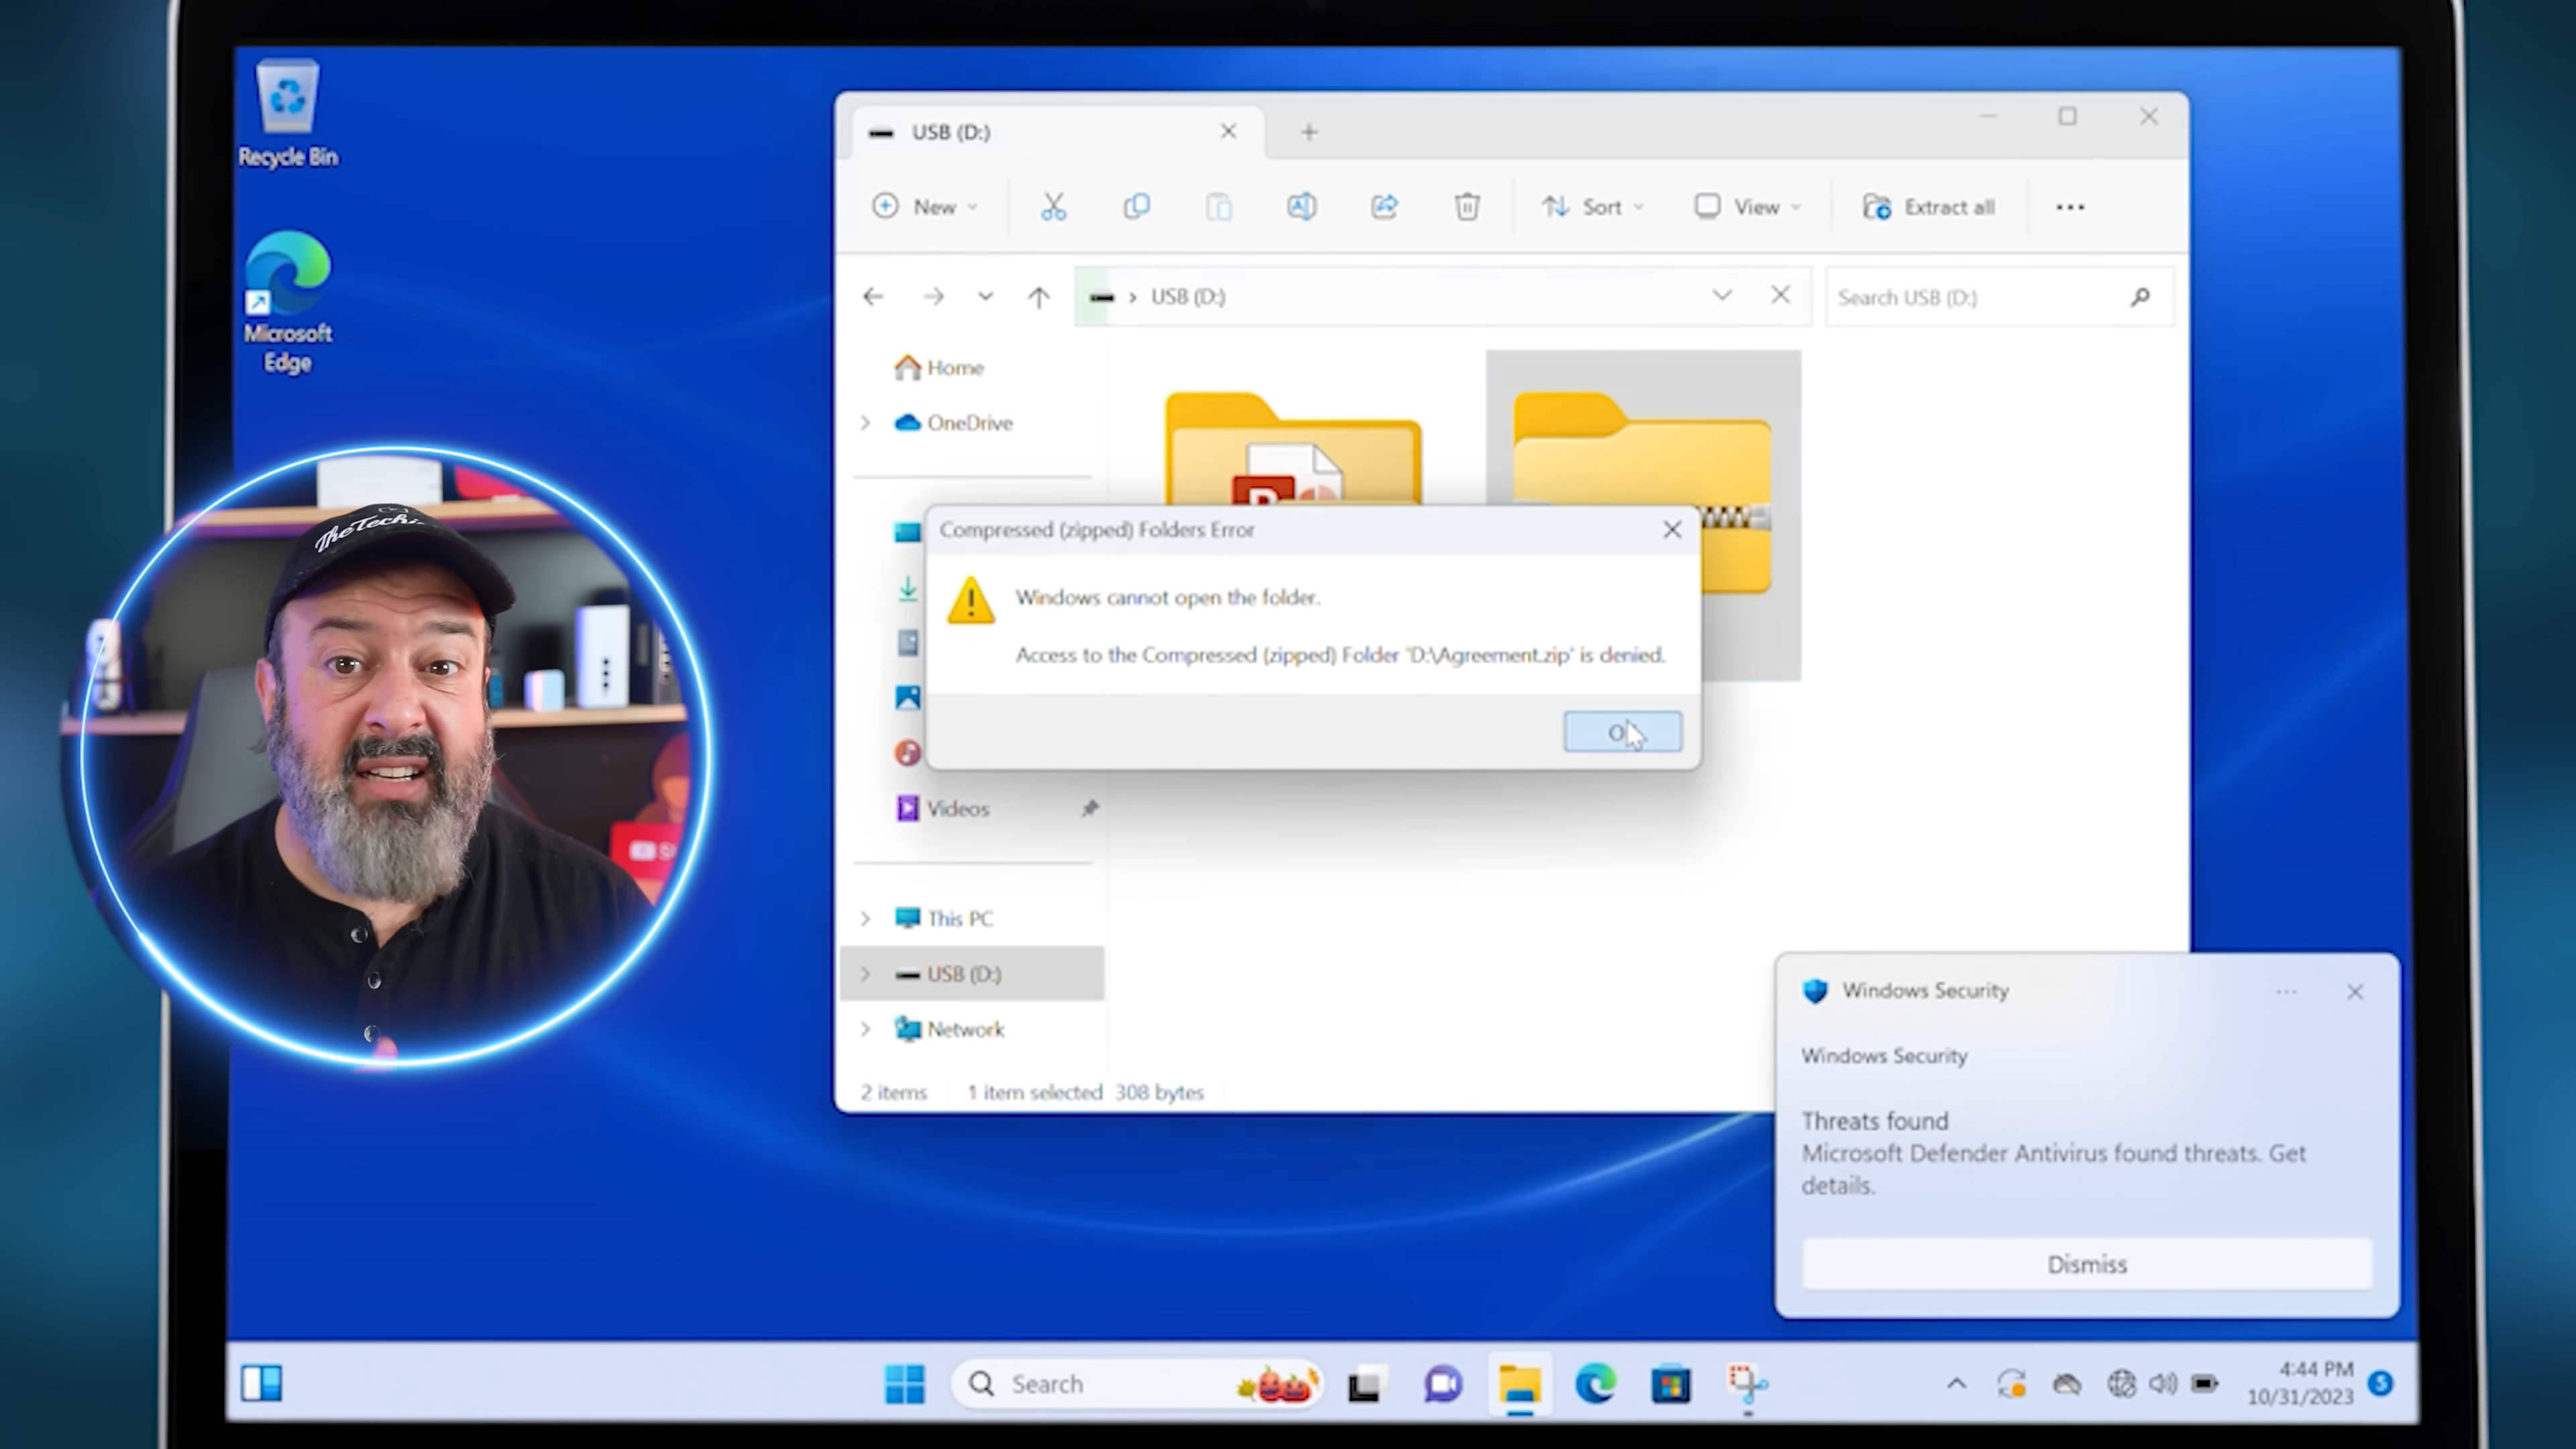 Recycle Bin
Microsoft
Edge
USB (D:)
New
Sort
View
Extract all
USB (D:)
Search USB (D:)
Home
OneDrive
Compressed (zipped) Folders Error
Windows cannot open the folder.
Access to the Compressed (zipped) Folder 'D:\Agreement.zip' is denied.
Videos
This PC
USB (D:)
Network
2 items
1 item selected 308 bytes
Windows Security
Windows Security
Threats found
Microsoft Defender Antivirus found threats. Get
details.
Dismiss
Search
4:44 PM
10/31/2023
5